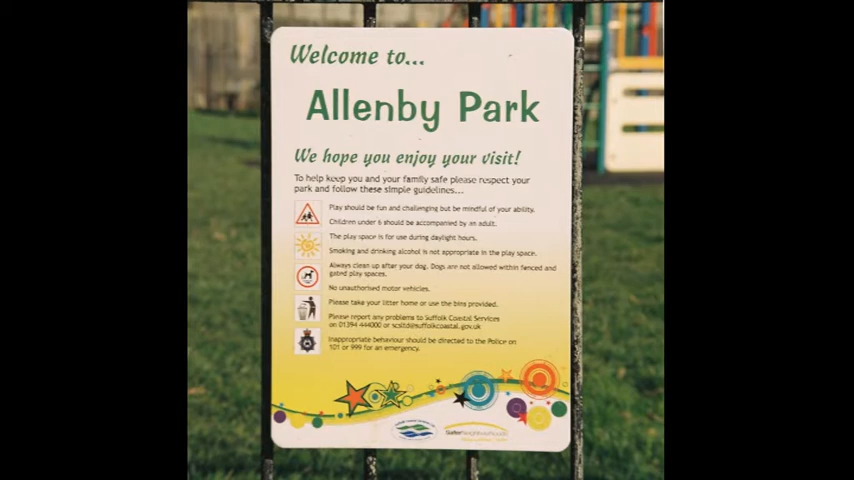 Welcome to...
Allenby Park
We hope you enjoy your visit!
To help keep you and your family safe please respect your
park and follow these simple guidelines...
Play should be fun and challenging but be mindful of your ability.
Children under 6 should be accompanied by an adult.
The play space is for use during daylight hours.
Smoking and drinking alcohol is not appropriate in the play space.
Always clean up after your dog. Dogs are not allowed within fenced and
gated play spaces.
No unauthorised motor vehicles.
Please take your litter home or use the bins provided.
Please report any problems to Suffolk Coastal Services
on 01394 444000 or scsltd@suffolkcoastal.gov.uk
Inappropriate behaviour should be directed to the Police on
101 or 999 for an emergency.